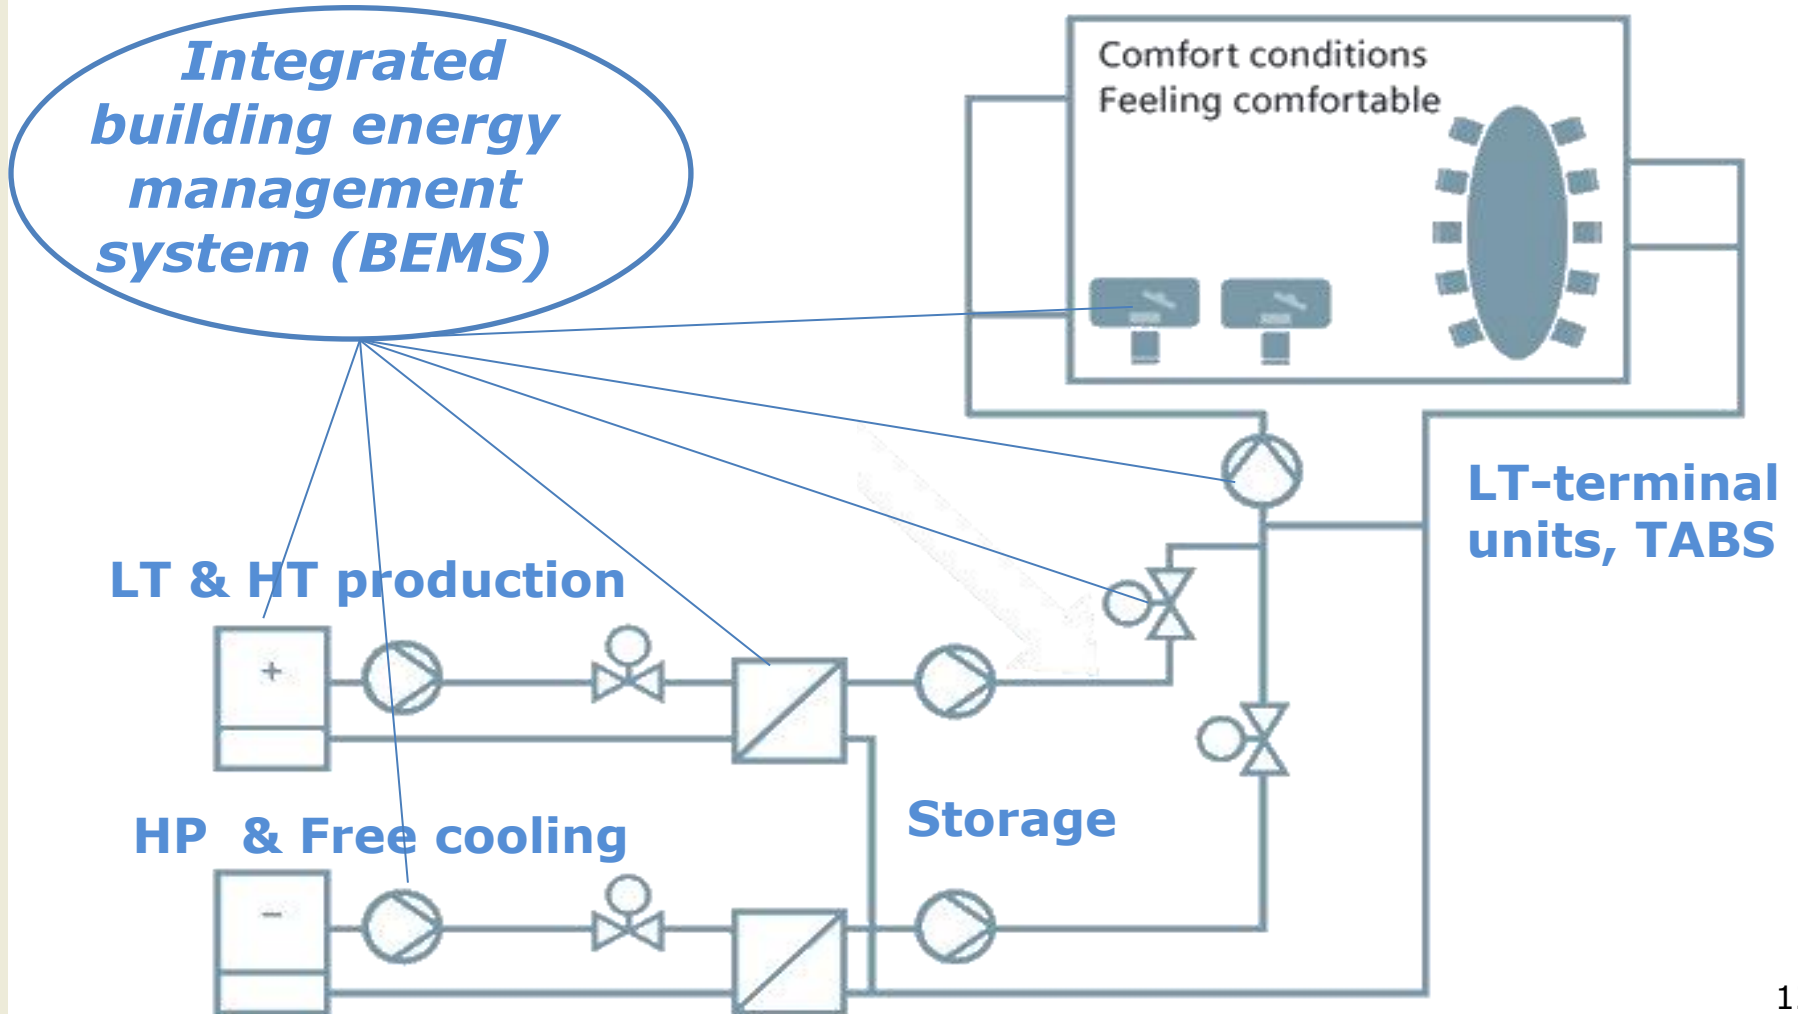 Integrated
building energy
management
system (BEMS)
Comfort conditions
Feeling comfortable
LT-terminal
units, TABS
LT & HT production
+
Storage
HP & Free cooling
−